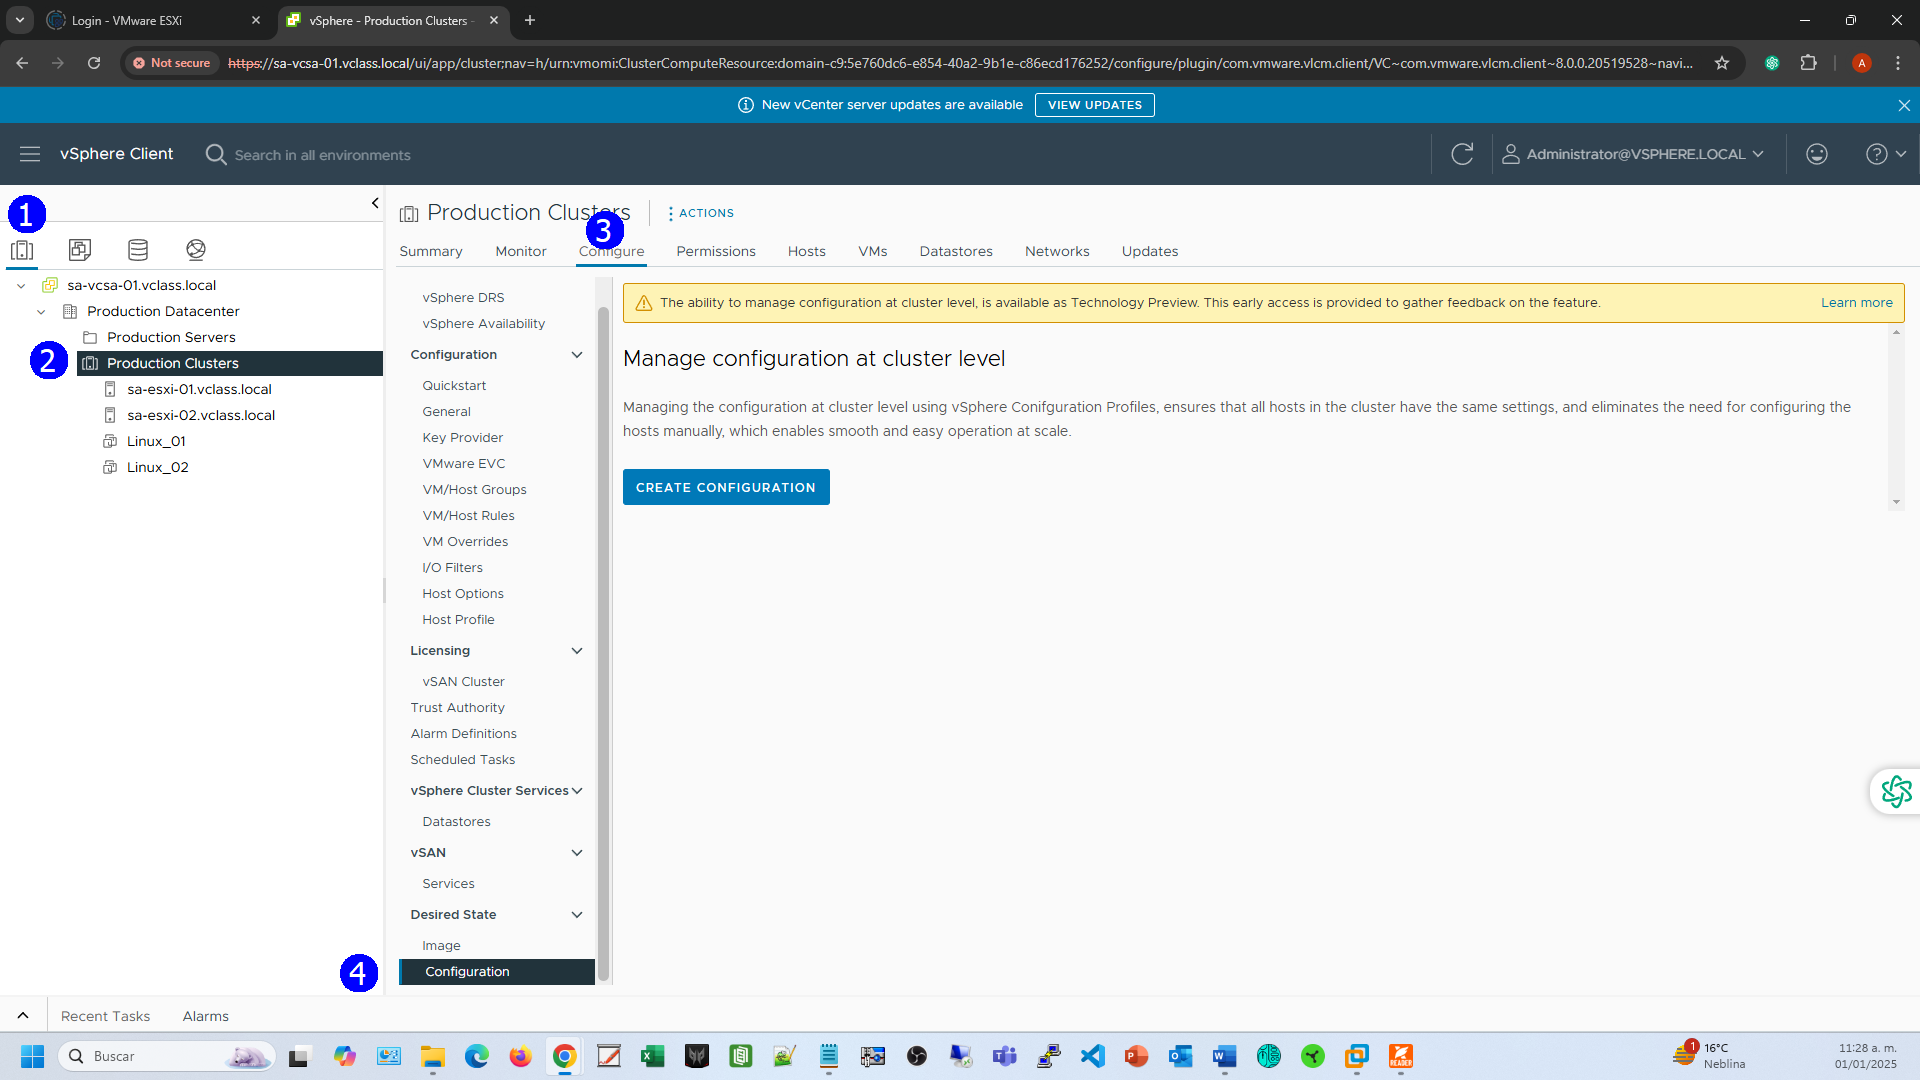 Login - VMware ESXi
vSphere - Production Clusters -
Not secure
https://sa-vcsa-01.vclass.local/ui/app/cluster;nav=h/urn:vmomi:ClusterComputeResource:domain-c9:5e760dc6-e854-40a2-9b1e-c86ecd176252/configure/plugin/com.vmware.vlcm.client/VC~com.vmware.vlcm.client~8.0.0.20519528~navi...
A
New vCenter server updates are available
VIEW UPDATES
vSphere Client
Search in all environments
Administrator@VSPHERE.LOCAL
1
Production Clusters
ACTIONS
3
Summary
Monitor
Configure
Permissions
Hosts
VMs
Datastores
Networks
Updates
sa-vcsa-01.vclass.local
Production Datacenter
Production Servers
2
Production Clusters
sa-esxi-01.vclass.local
sa-esxi-02.vclass.local
Linux_01
Linux_02
vSphere DRS
vSphere Availability
Configuration
Quickstart
General
Key Provider
VMware EVC
VM/Host Groups
VM/Host Rules
VM Overrides
I/O Filters
Host Options
Host Profile
Licensing
vSAN Cluster
Trust Authority
Alarm Definitions
Scheduled Tasks
vSphere Cluster Services
Datastores
vSAN
Services
Desired State
Image
4
Configuration
The ability to manage configuration at cluster level, is available as Technology Preview. This early access is provided to gather feedback on the feature.
Learn more
Manage configuration at cluster level
Managing the configuration at cluster level using vSphere Conifguration Profiles, ensures that all hosts in the cluster have the same settings, and eliminates the need for configuring the
hosts manually, which enables smooth and easy operation at scale.
CREATE CONFIGURATION
Recent Tasks
Alarms
Buscar
READER
1
16°C
Neblina
11:28 a. m.
01/01/2025